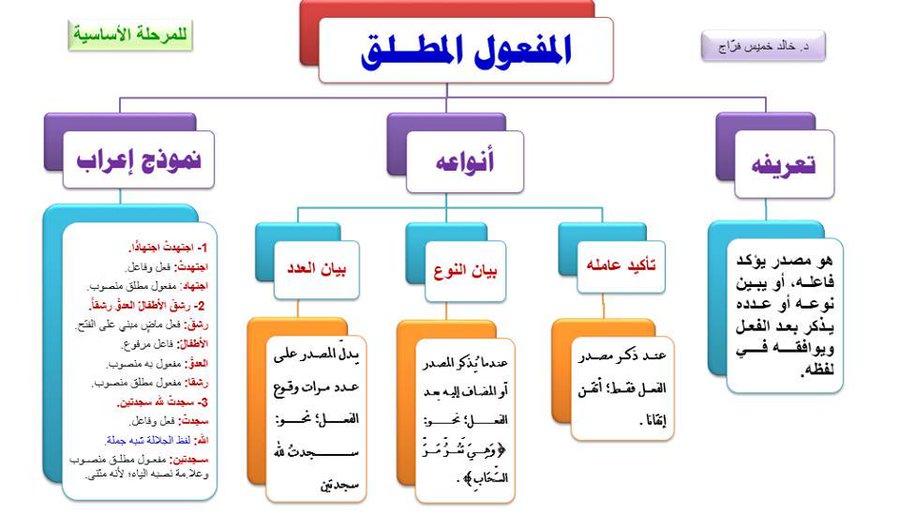 للمرحلة الأساسية
د. خالد خميس فرّاج
المفعول المطلق
تعريفه
أنواعه
نموذج إعراب
هو مصدر يؤكد
فاعله، أو يبين
نوعه أو عدده
يذكر بعد الفعل
ويوافقه في
لفظه.
تأكيد عامله
بيان النوع
بيان العدد
عند ذكر مصدر
الفعل فقط؛ أتقن
إتقانا .
عندما يُذكر المصدر
أو المضاف إليه بعد
الفعل؛ نحو:
﴿وَهِيَ تَمُرُّ مَرَّ
السَّحَابِ﴾ .
يدلّ المصدر على
عدد مرات وقوع
الفعل؛ نحو:
سجدتُ لله
سجدتين
1- اجتهدتُ اجتهادًا.
اجتهدتُ: فعل وفاعل.
اجتهاد: مفعول مطلق منصوب.
2- رشقَ الأطفالُ العدوَّ رشقاً.
رشقَ: فعل ماضٍ مبني على الفتح.
الأطفالُ: فاعل مرفوع.
العدوَّ: مفعول به منصوب.
رشقا: مفعول مطلق منصوب.
3- سجدتُ لله سجدتين.
سجدتُ: فعل وفاعل.
الله: لفظ الجلالة شبه جملة.
سجدتين: مفعول مطلق منصوب
وعلامة نصبه الياء؛ لأنه مثنى.